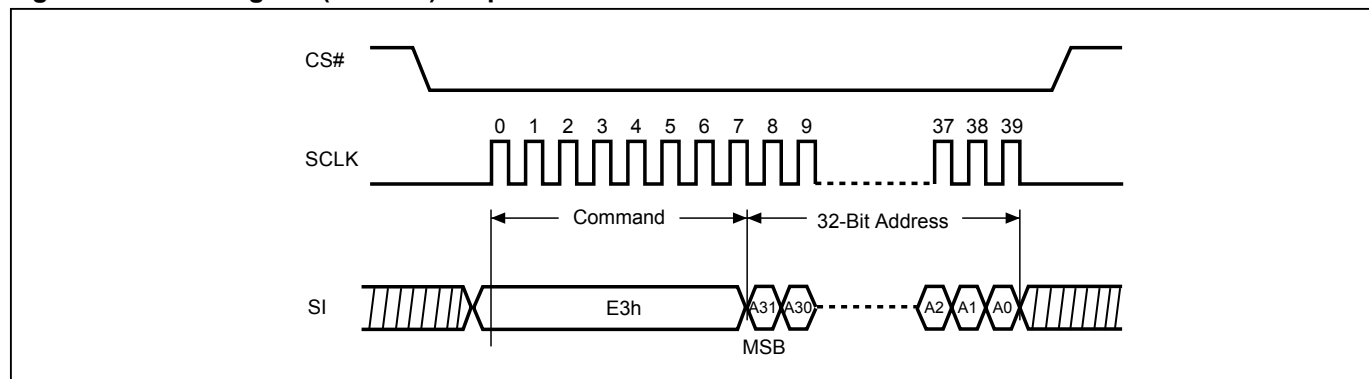 CS#
0 1 2 3 4 5 6 7 8 9 37 38 39
SCLK
Command 32-Bit Address
SI E3h A31 A30 A2 A1 A0
MSB